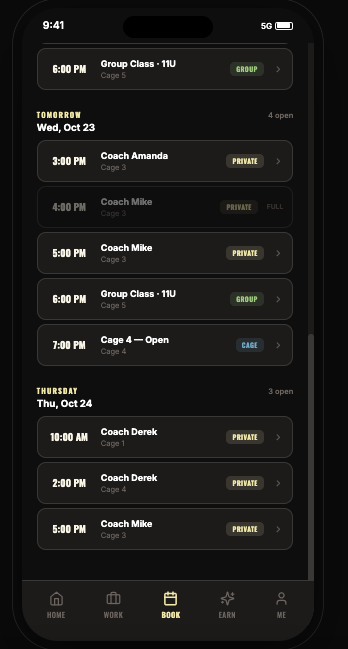 9:41
5G
6:00 PM
Group Class · 11U
Cage 5
GROUP
TOMORROW
4 open
Wed, Oct 23
3:00 PM
Coach Amanda
Cage 3
PRIVATE
4:00 PM
Coach Mike
Cage 3
PRIVATE
FULL
5:00 PM
Coach Mike
Cage 3
PRIVATE
6:00 PM
Group Class · 11U
Cage 5
GROUP
7:00 PM
Cage 4 — Open
Cage 4
CAGE
THURSDAY
3 open
Thu, Oct 24
10:00 AM
Coach Derek
Cage 1
PRIVATE
2:00 PM
Coach Derek
Cage 4
PRIVATE
5:00 PM
Coach Mike
Cage 3
PRIVATE
HOME
WORK
BOOK
EARN
ME